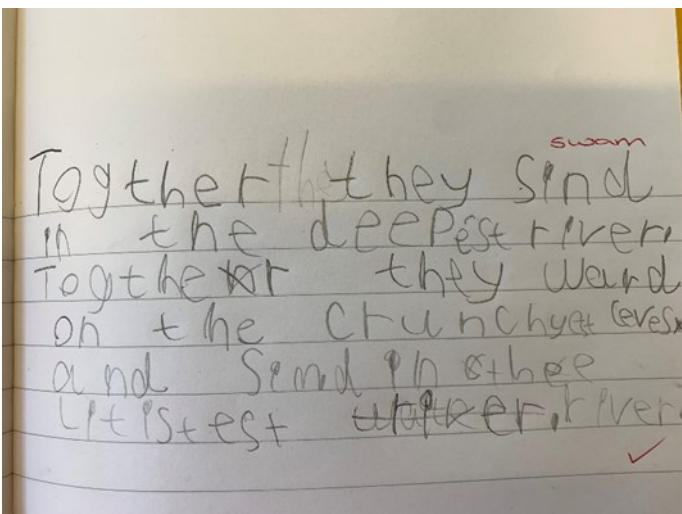 swam
Togther they Sind
in the deepest river,
Togther they Ward
on the crunchyest leves
and Simd in the
Litistest river.